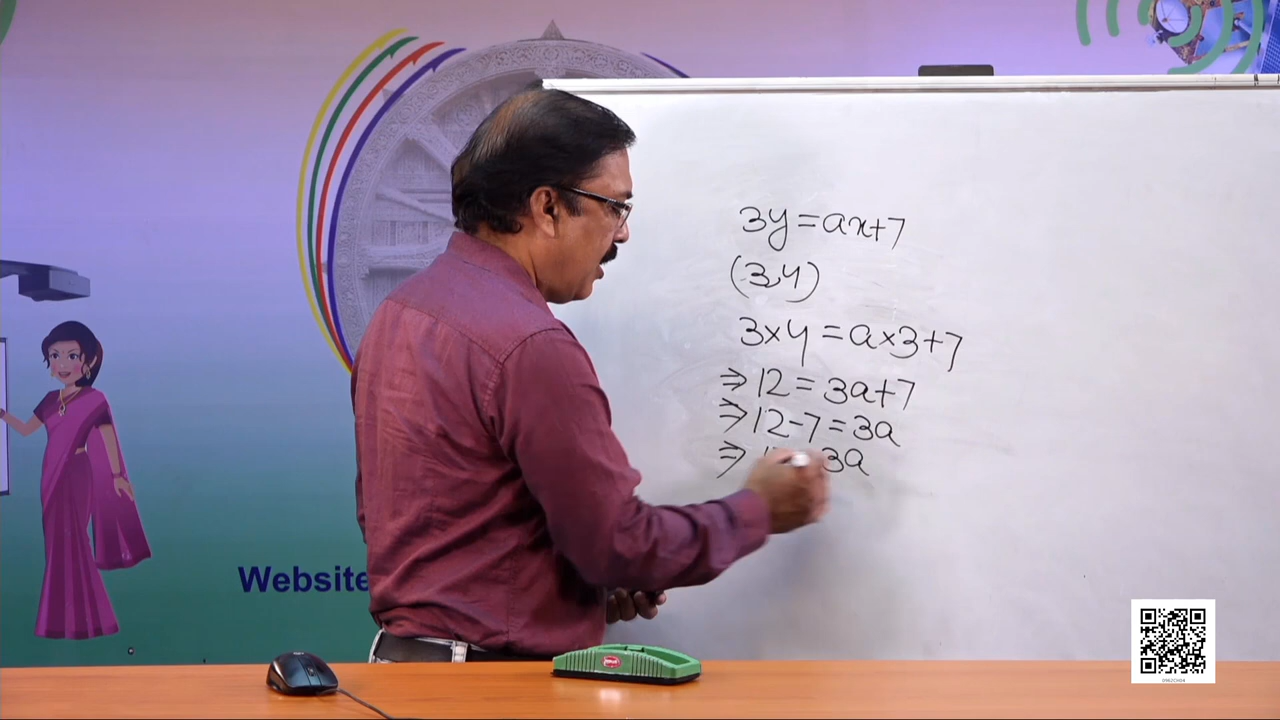 3y=ax+7
(3,4)
3×4=a×3+7
⇒12=3a+7
⇒12-7=3a
⇒ 3a
Website